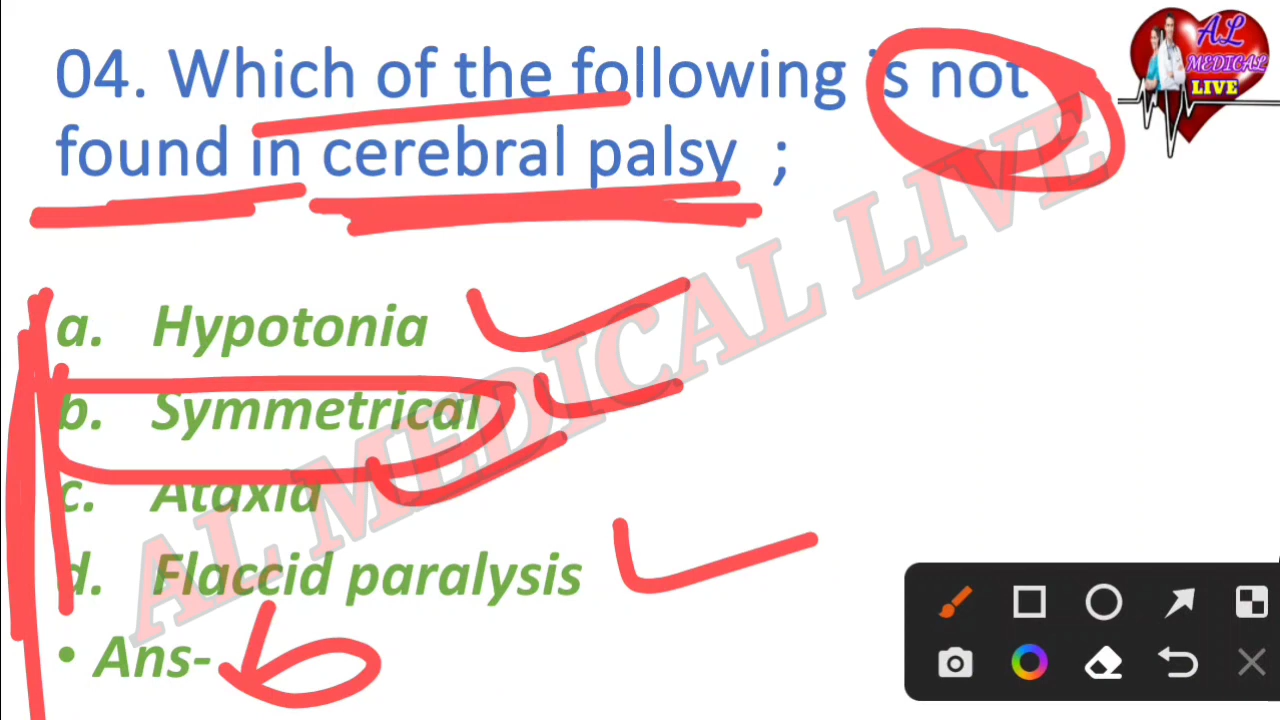 04. Which of the following is not
found in cerebral palsy ;
a. Hypotonia
b. Symmetrical
c. Ataxia
d. Flaccid paralysis
• Ans- b
AL MEDICAL LIVE
AL
MEDICAL
LIVE